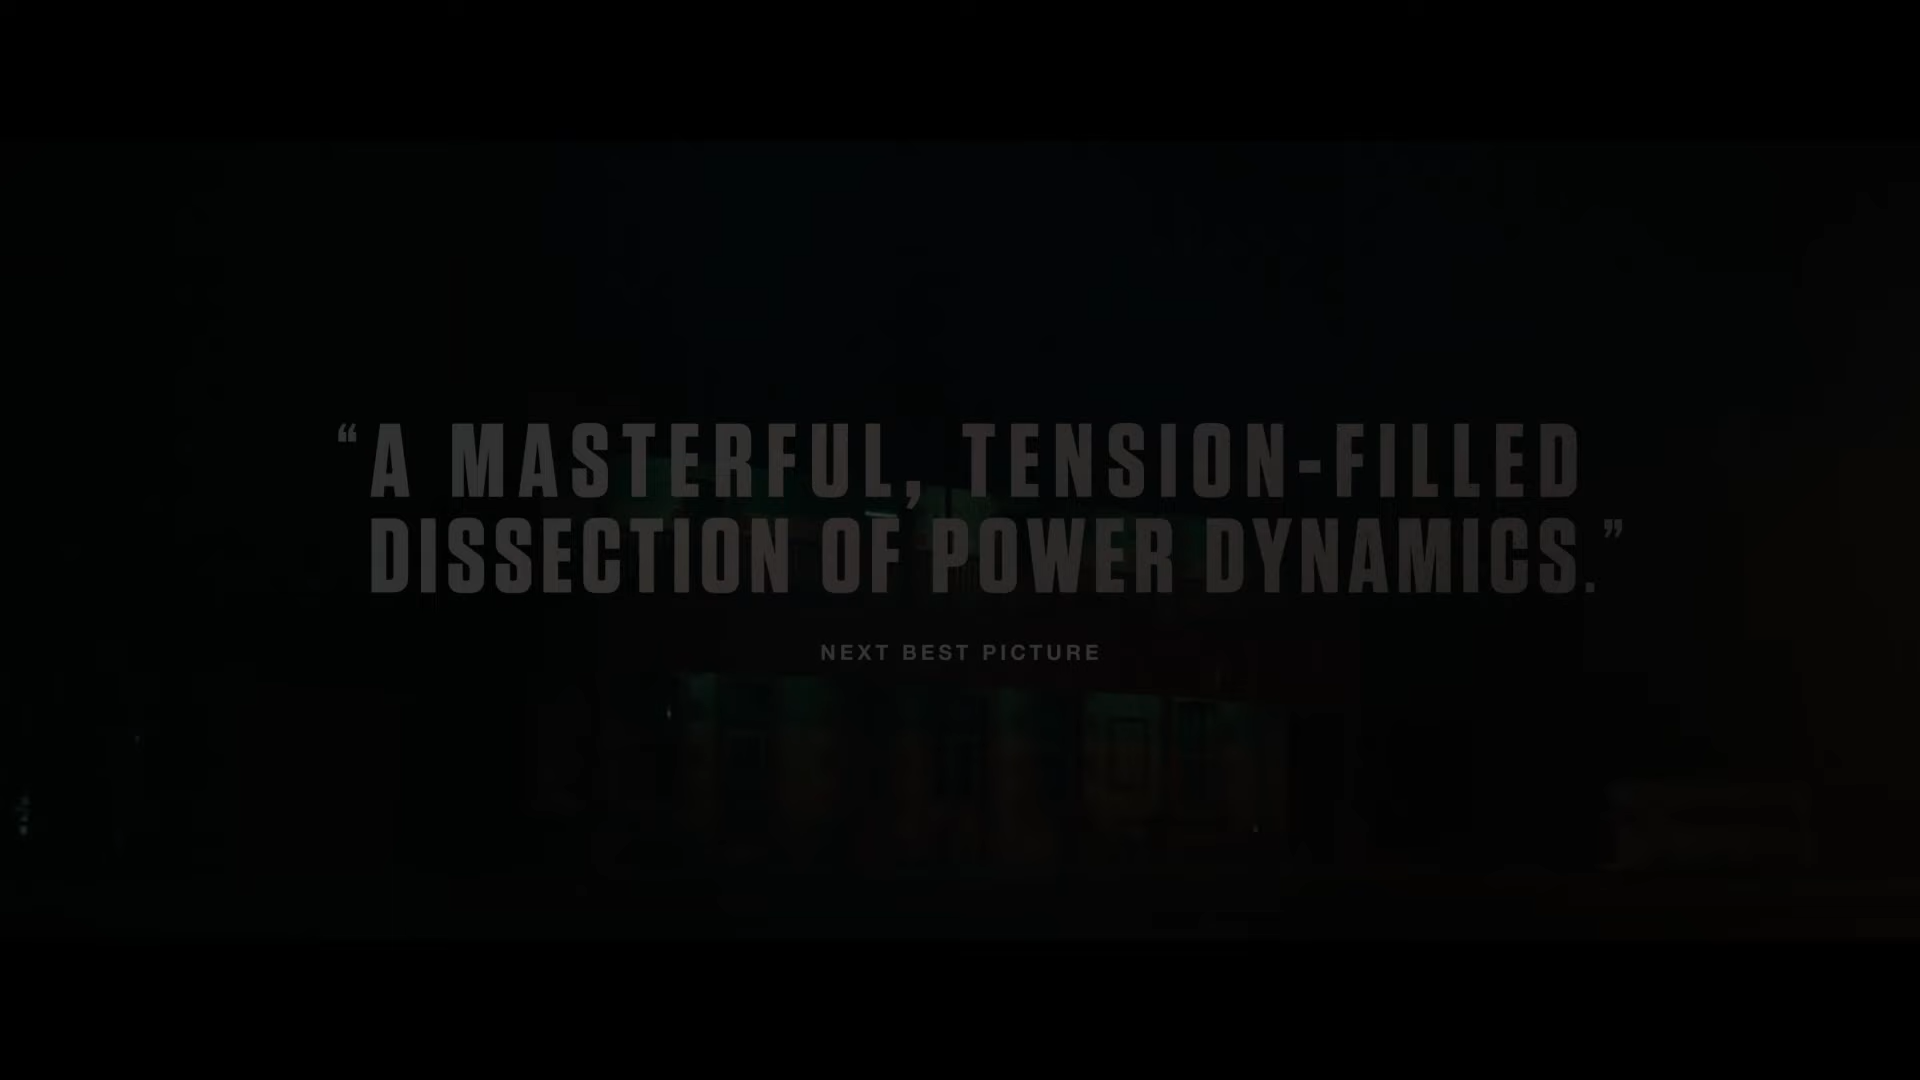 “A MASTERFUL, TENSION-FILLED
DISSECTION OF POWER DYNAMICS.”
NEXT BEST PICTURE